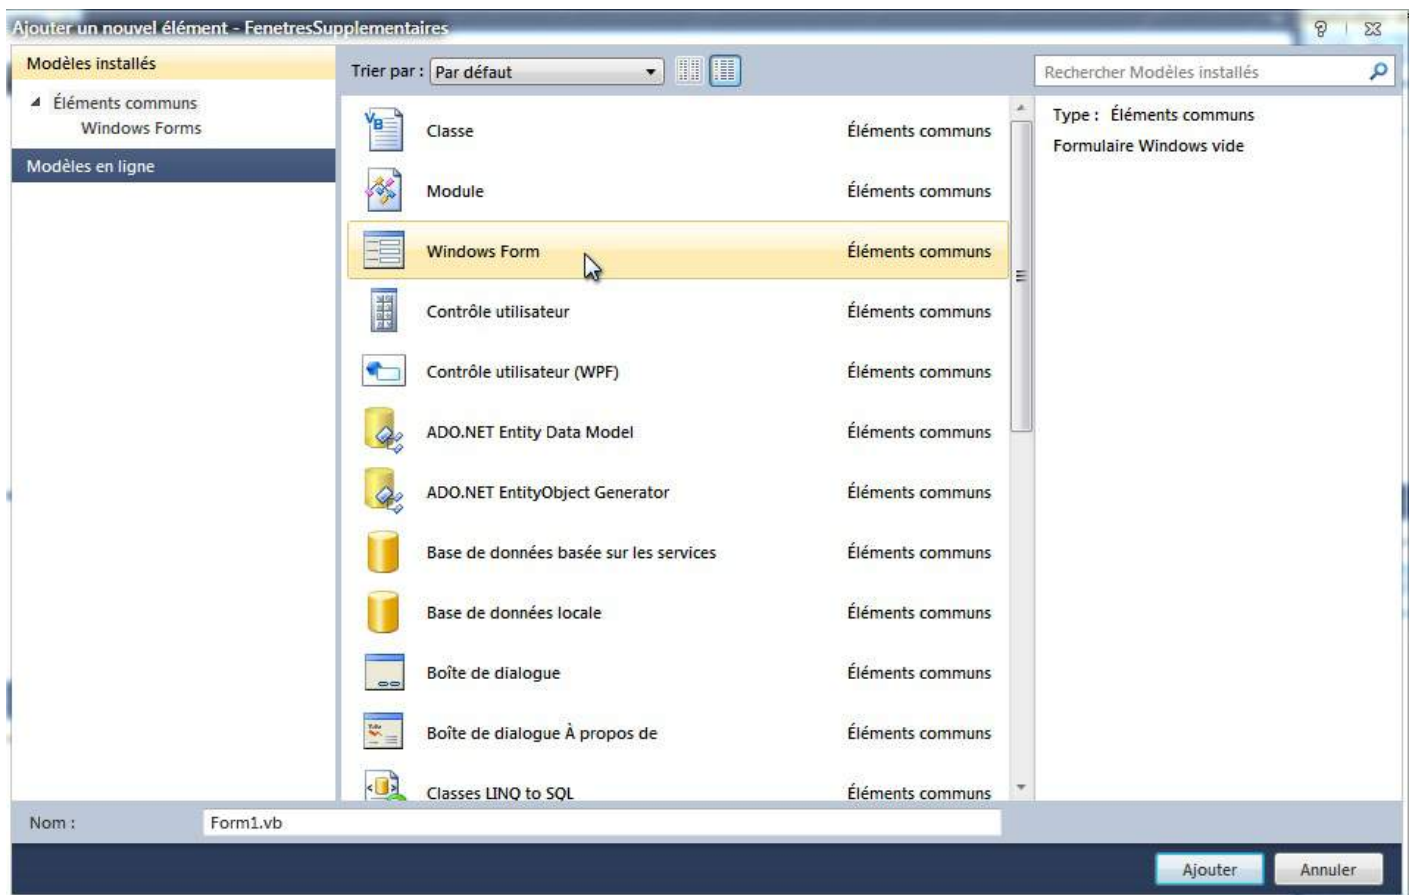 Ajouter un nouvel élément - FenetresSupplementaires
Modèles installés
Éléments communs
Windows Forms
Modèles en ligne
Trier par : Par défaut
Rechercher Modèles installés
Classe Éléments communs
Module Éléments communs
Windows Form Éléments communs
Contrôle utilisateur Éléments communs
Contrôle utilisateur (WPF) Éléments communs
ADO.NET Entity Data Model Éléments communs
ADO.NET EntityObject Generator Éléments communs
Base de données basée sur les services Éléments communs
Base de données locale Éléments communs
Boîte de dialogue Éléments communs
Boîte de dialogue À propos de Éléments communs
Classes LINQ to SQL Éléments communs
Type : Éléments communs
Formulaire Windows vide
Nom : Form1.vb
Ajouter Annuler